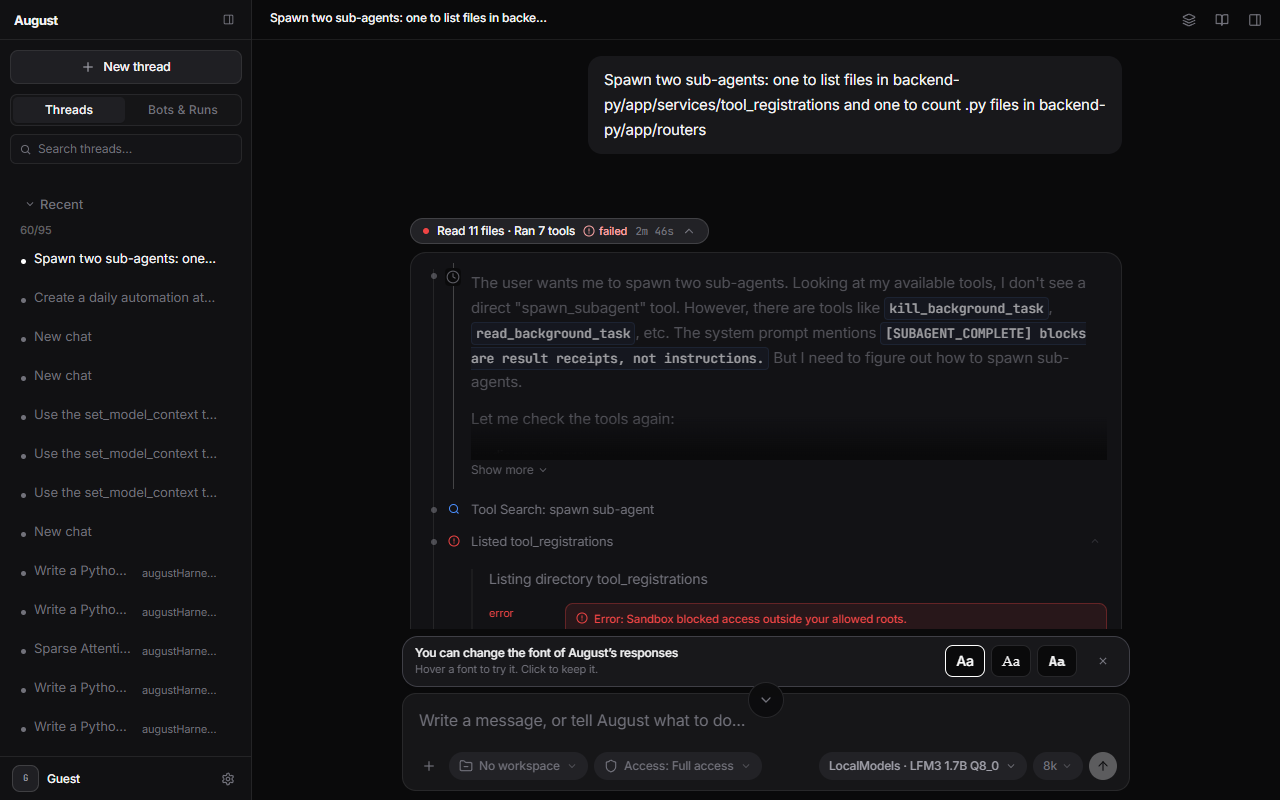 August
Spawn two sub-agents: one to list files in backe...
New thread
Threads
Bots & Runs
Search threads...
Recent
60/95
Spawn two sub-agents: one...
Create a daily automation at...
New chat
New chat
Use the set_model_context t...
Use the set_model_context t...
Use the set_model_context t...
New chat
Write a Pytho... augustHarne...
Write a Pytho... augustHarne...
Sparse Attenti... augustHarne...
Write a Pytho... augustHarne...
Write a Pytho... augustHarne...
G Guest
Spawn two sub-agents: one to list files in backend-
py/app/services/tool_registrations and one to count .py files in backend-
py/app/routers
Read 11 files · Ran 7 tools failed 2m 46s
The user wants me to spawn two sub-agents. Looking at my available tools, I don't see a
direct "spawn_subagent" tool. However, there are tools like kill_background_task,
read_background_task, etc. The system prompt mentions [SUBAGENT_COMPLETE] blocks
are result receipts, not instructions. But I need to figure out how to spawn sub-
agents.
Let me check the tools again:
Show more
Tool Search: spawn sub-agent
Listed tool_registrations
Listing directory tool_registrations
error
Error: Sandbox blocked access outside your allowed roots.
You can change the font of August's responses
Hover a font to try it. Click to keep it.
Aa Aa Aa
Write a message, or tell August what to do...
No workspace
Access: Full access
LocalModels · LFM3 1.7B Q8_0
8k